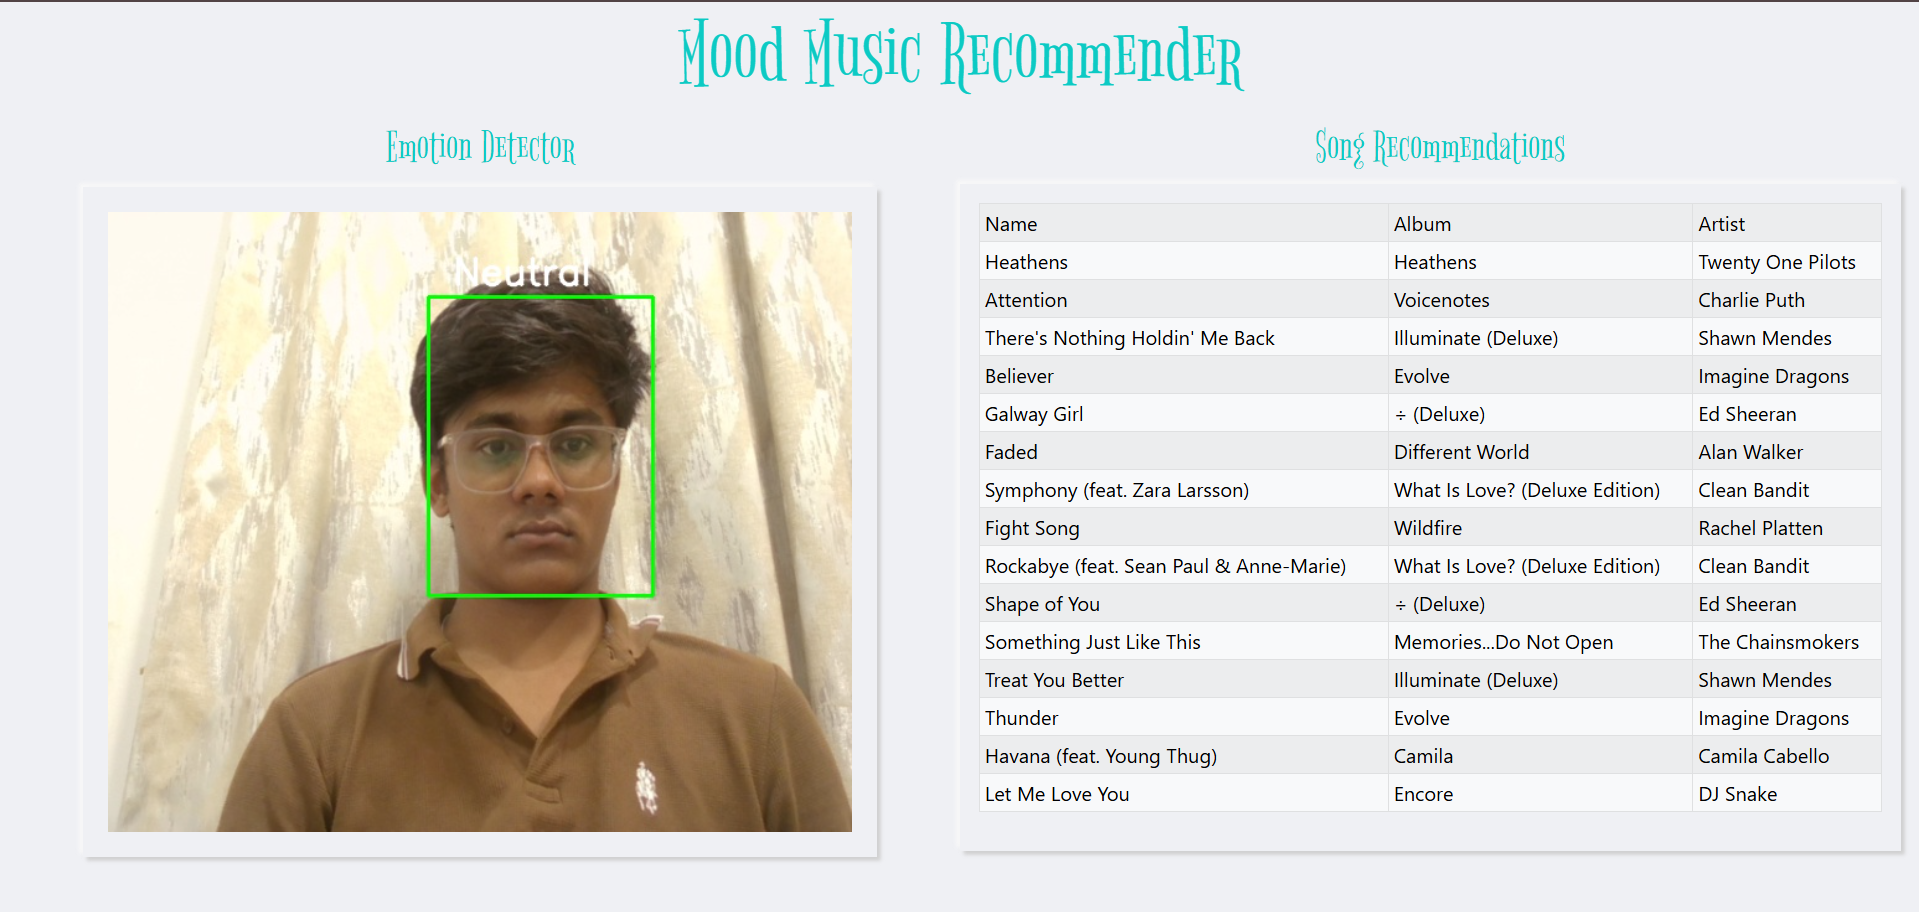 Mood Music Recommender
Emotion Detector
Song Recommendations
Neutral
Name Album Artist
Heathens Heathens Twenty One Pilots
Attention Voicenotes Charlie Puth
There's Nothing Holdin' Me Back Illuminate (Deluxe) Shawn Mendes
Believer Evolve Imagine Dragons
Galway Girl ÷ (Deluxe) Ed Sheeran
Faded Different World Alan Walker
Symphony (feat. Zara Larsson) What Is Love? (Deluxe Edition) Clean Bandit
Fight Song Wildfire Rachel Platten
Rockabye (feat. Sean Paul & Anne-Marie) What Is Love? (Deluxe Edition) Clean Bandit
Shape of You ÷ (Deluxe) Ed Sheeran
Something Just Like This Memories...Do Not Open The Chainsmokers
Treat You Better Illuminate (Deluxe) Shawn Mendes
Thunder Evolve Imagine Dragons
Havana (feat. Young Thug) Camila Camila Cabello
Let Me Love You Encore DJ Snake